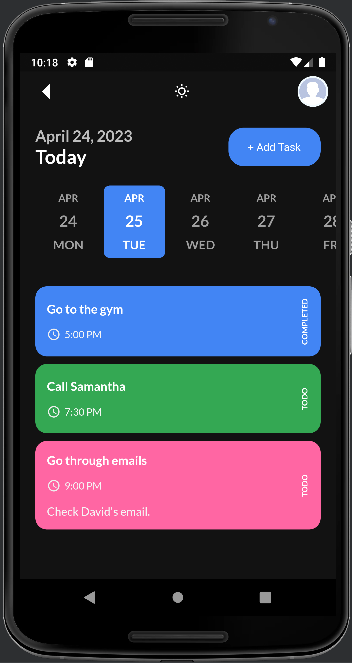 10:18
April 24, 2023
Today
+ Add Task
APR APR APR APR APR
24 25 26 27 28
MON TUE WED THU FR
Go to the gym
5:00 PM
COMPLETED
Call Samantha
7:30 PM
TODO
Go through emails
9:00 PM
Check David's email.
TODO